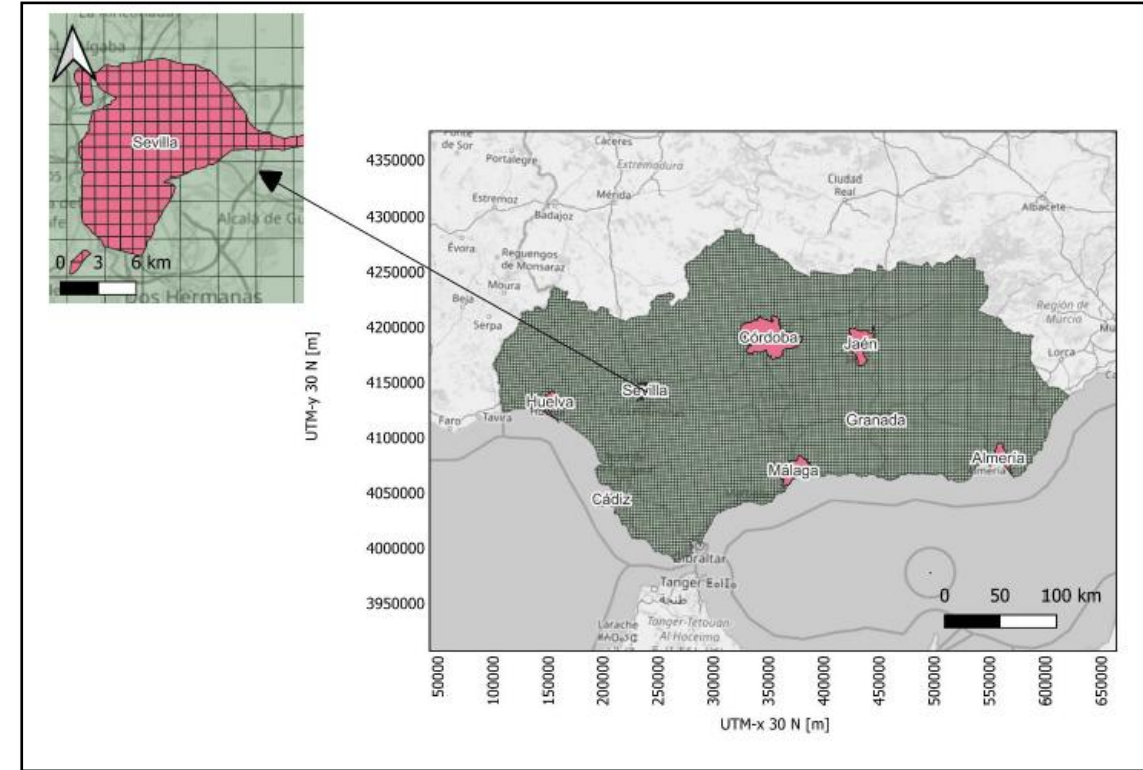 Sevilla
Alcalá de Gu
0 3 6 km
Dos Hermanas
de Sor
Cáceres
Portalegre
Extremadura
Ciudad
Real
Estremoz
Mérida
Badajoz
Albacete
Évora
Reguengos
de Monsaraz
Moura
Beja
Serpa
Región de
Murcia
Lorca
Faro
Tavira
Córdoba
Jaén
Sevilla
Huelva
Granada
Málaga
Almería
Cádiz
Gibraltar
Tanger
طنجة
Larache
Tanger-Tetouan
Al Hoceima
0 50 100 km
4350000
4300000
4250000
4200000
4150000
4100000
4050000
4000000
3950000
UTM-y 30 N [m]
50000
100000
150000
200000
250000
300000
350000
400000
450000
500000
550000
600000
650000
UTM-x 30 N [m]